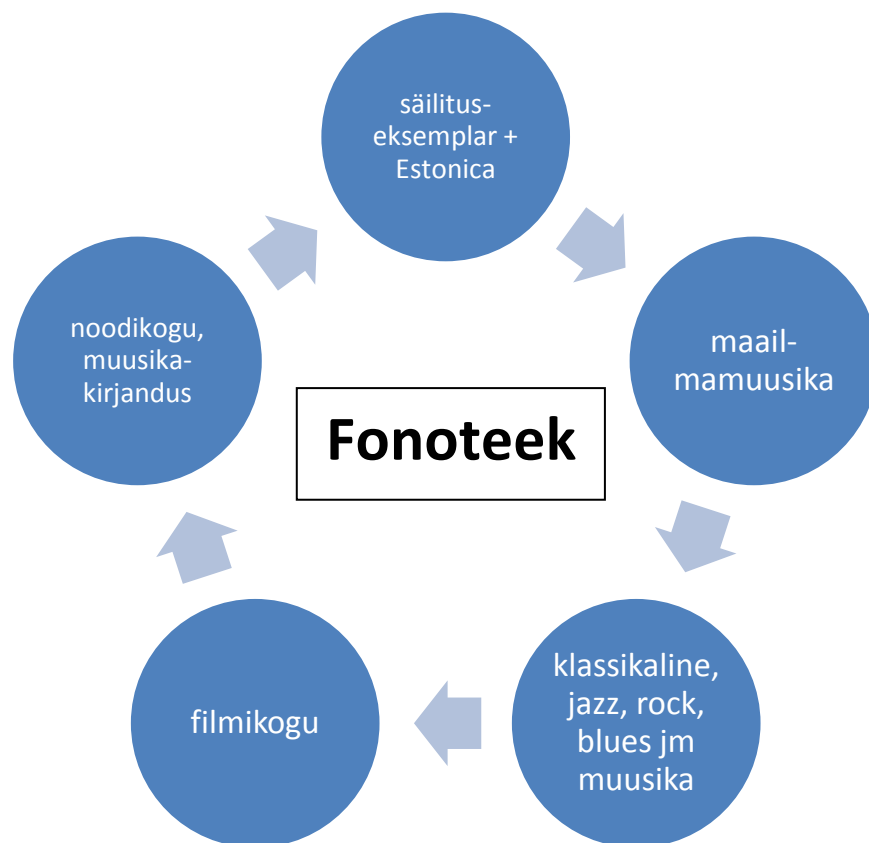 säilitus-
eksemplar +
Estonica
maail-
mamuusika
klassikaline,
jazz, rock,
blues jm
muusika
filmikogu
noodikogu,
muusika-
kirjandus
Fonoteek